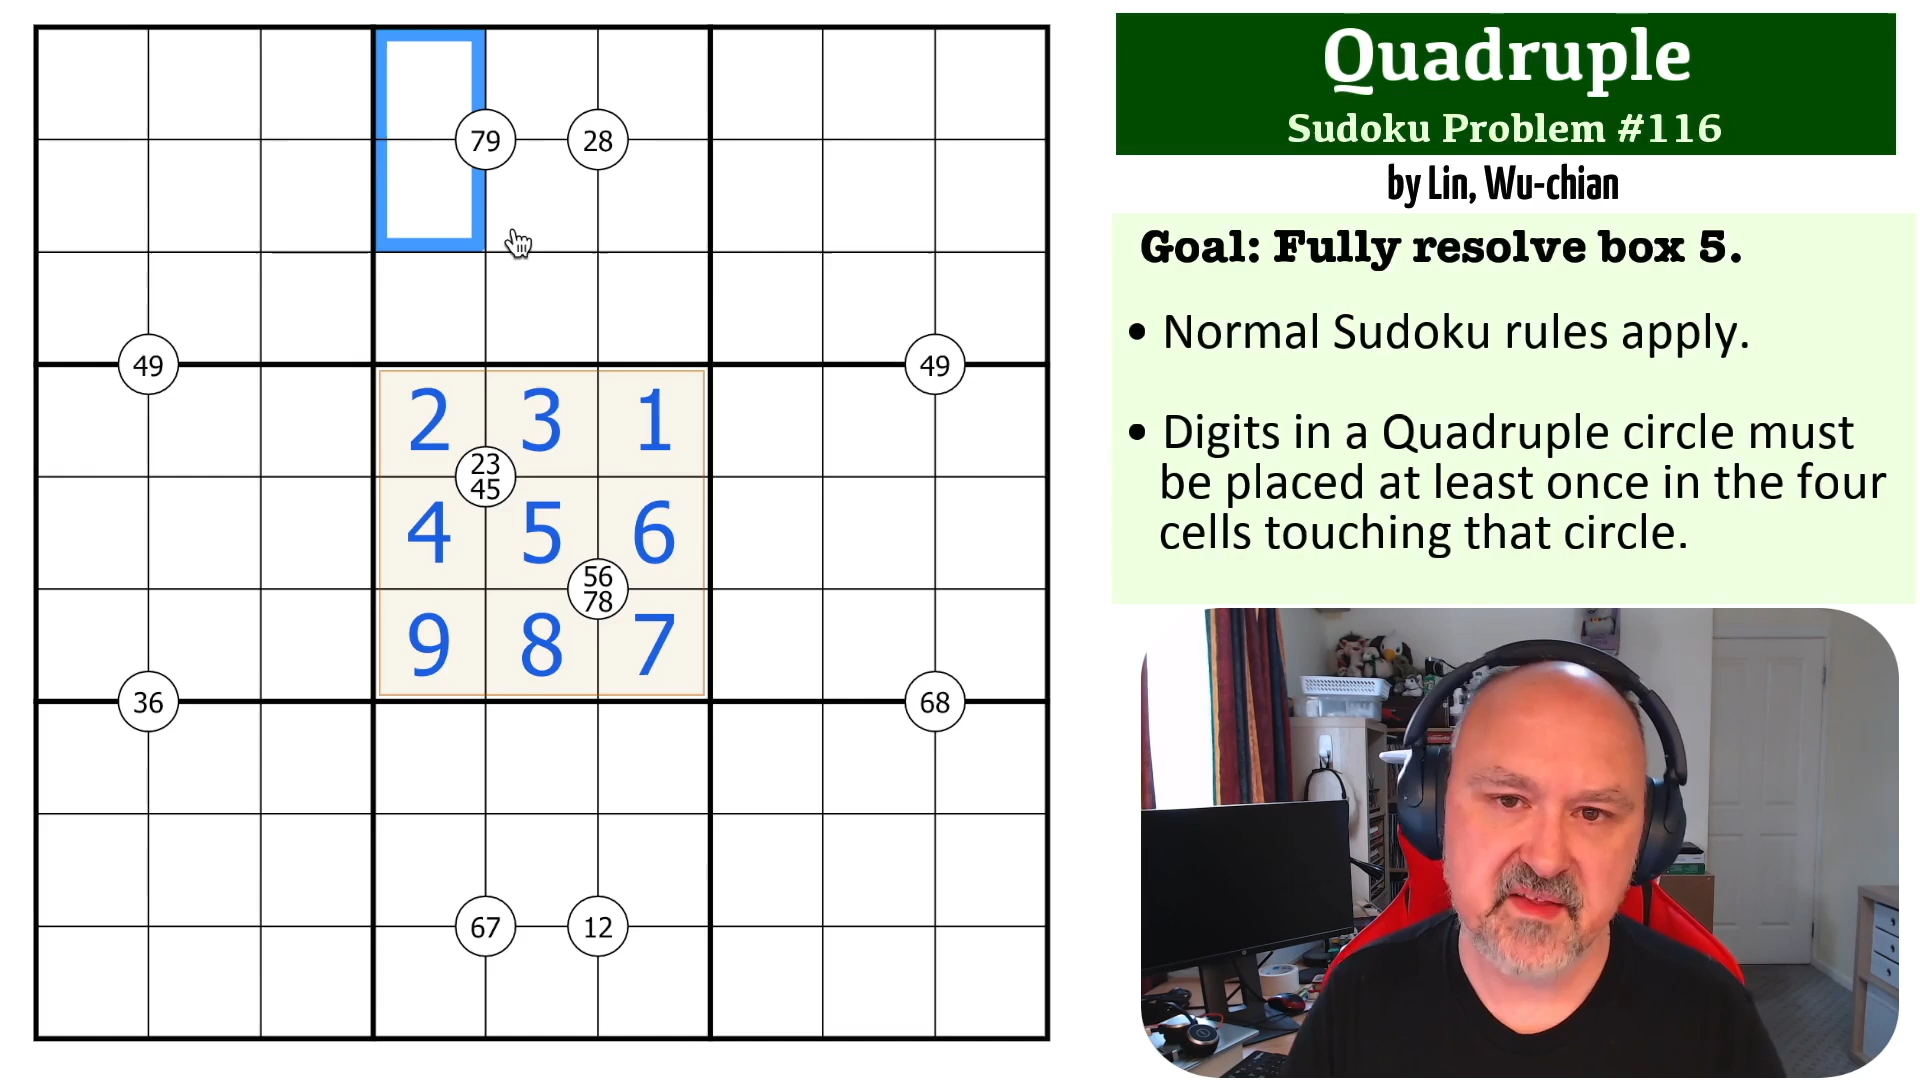 Quadruple
Sudoku Problem #116
by Lin, Wu-chian
Goal: Fully resolve box 5.
• Normal Sudoku rules apply.
• Digits in a Quadruple circle must
be placed at least once in the four
cells touching that circle.
79 28
49 49
2 3 1
23
45
4 5 6
56
78
9 8 7
36 68
67 12